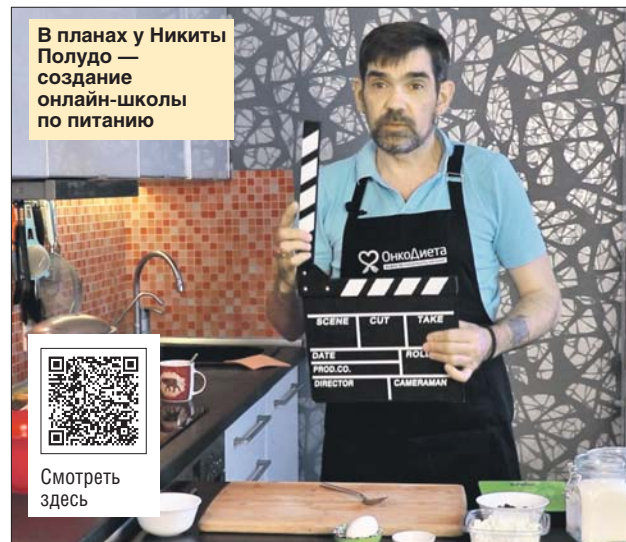 В планах у Никиты
Полудо —
создание
онлайн-школы
по питанию
ОнкоДиета
SCENE CUT TAKE
DATE ROLL
PROD.CO.
DIRECTOR CAMERAMAN
Смотреть
здесь